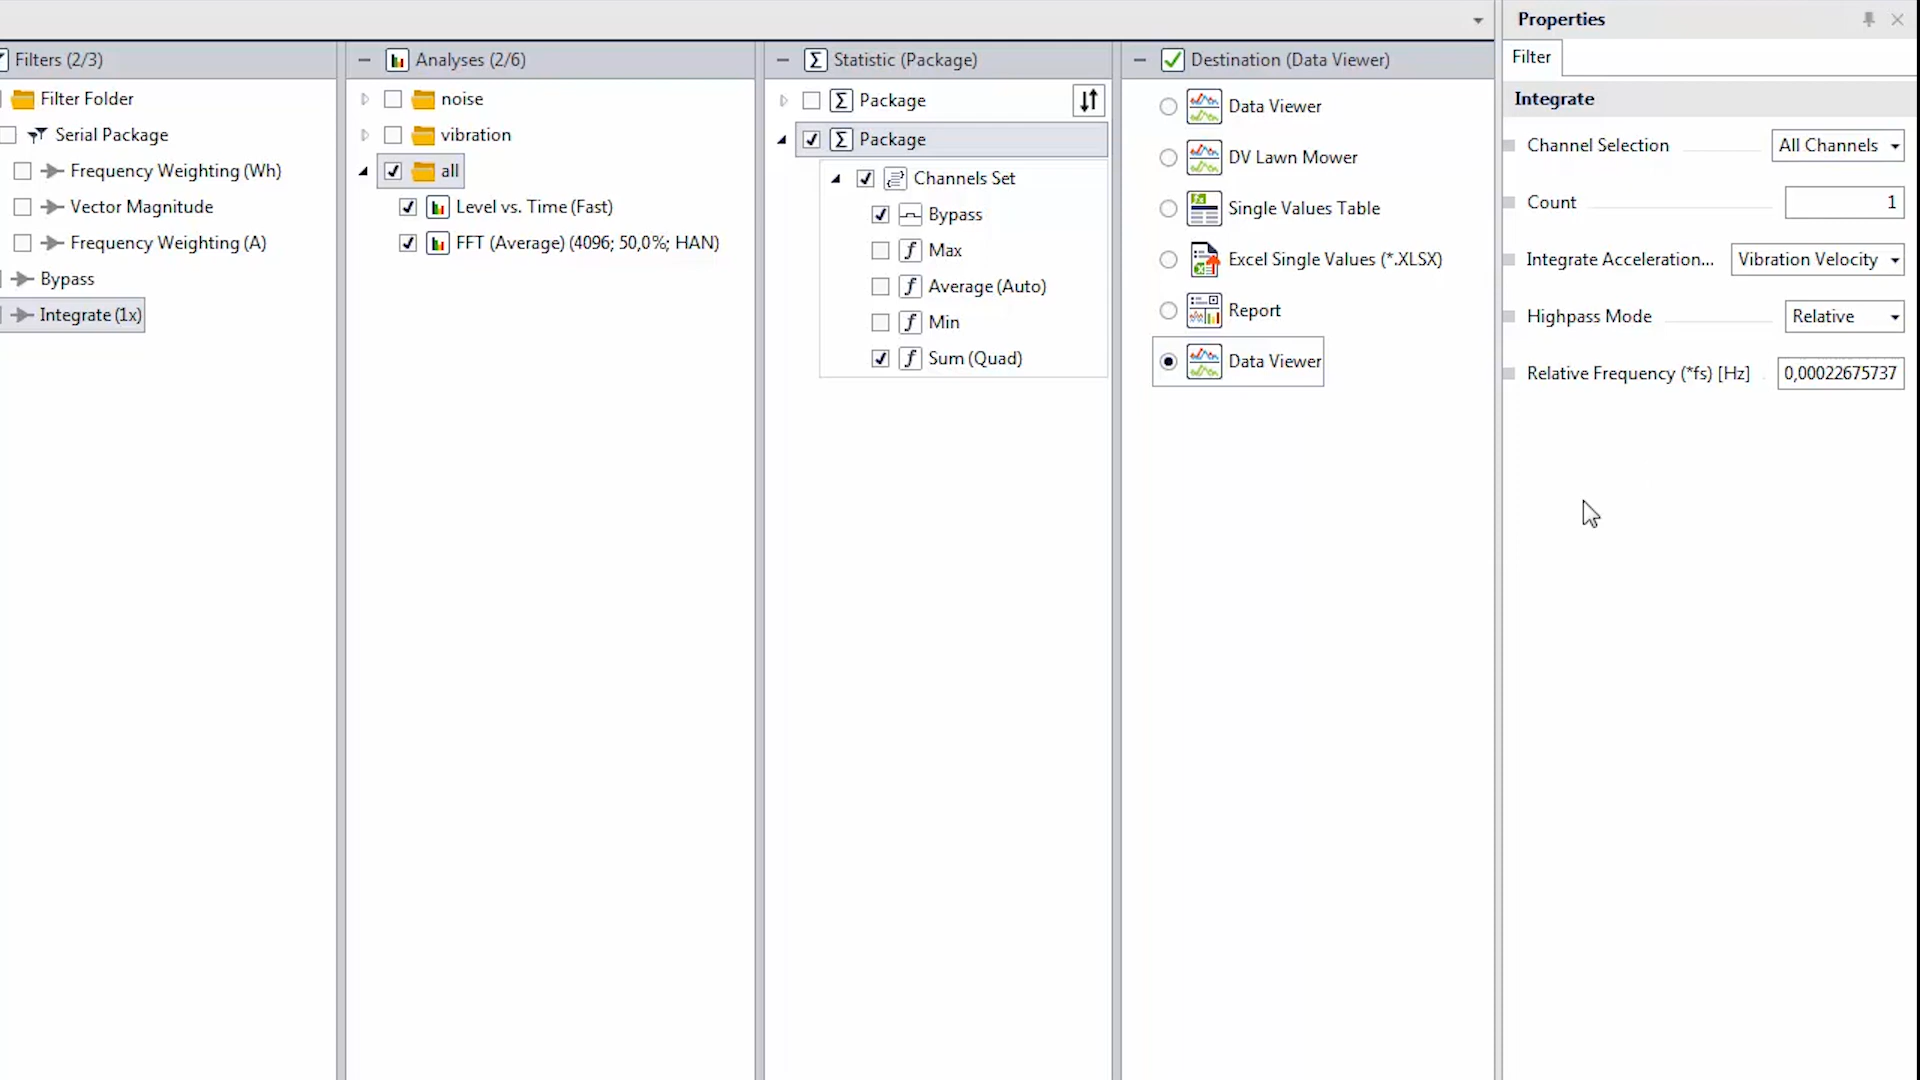 Filters (2/3)
Filter Folder
Serial Package
Frequency Weighting (Wh)
Vector Magnitude
Frequency Weighting (A)
Bypass
Integrate (1x)
Analyses (2/6)
noise
vibration
all
Level vs. Time (Fast)
FFT (Average) (4096; 50,0%; HAN)
Statistic (Package)
Package
Package
Channels Set
Bypass
Max
Average (Auto)
Min
Sum (Quad)
Destination (Data Viewer)
Data Viewer
DV Lawn Mower
Single Values Table
Excel Single Values (*.XLSX)
Report
Data Viewer
Properties
Filter
Integrate
Channel Selection All Channels
Count 1
Integrate Acceleration... Vibration Velocity
Highpass Mode Relative
Relative Frequency (*fs) [Hz] 0,00022675737